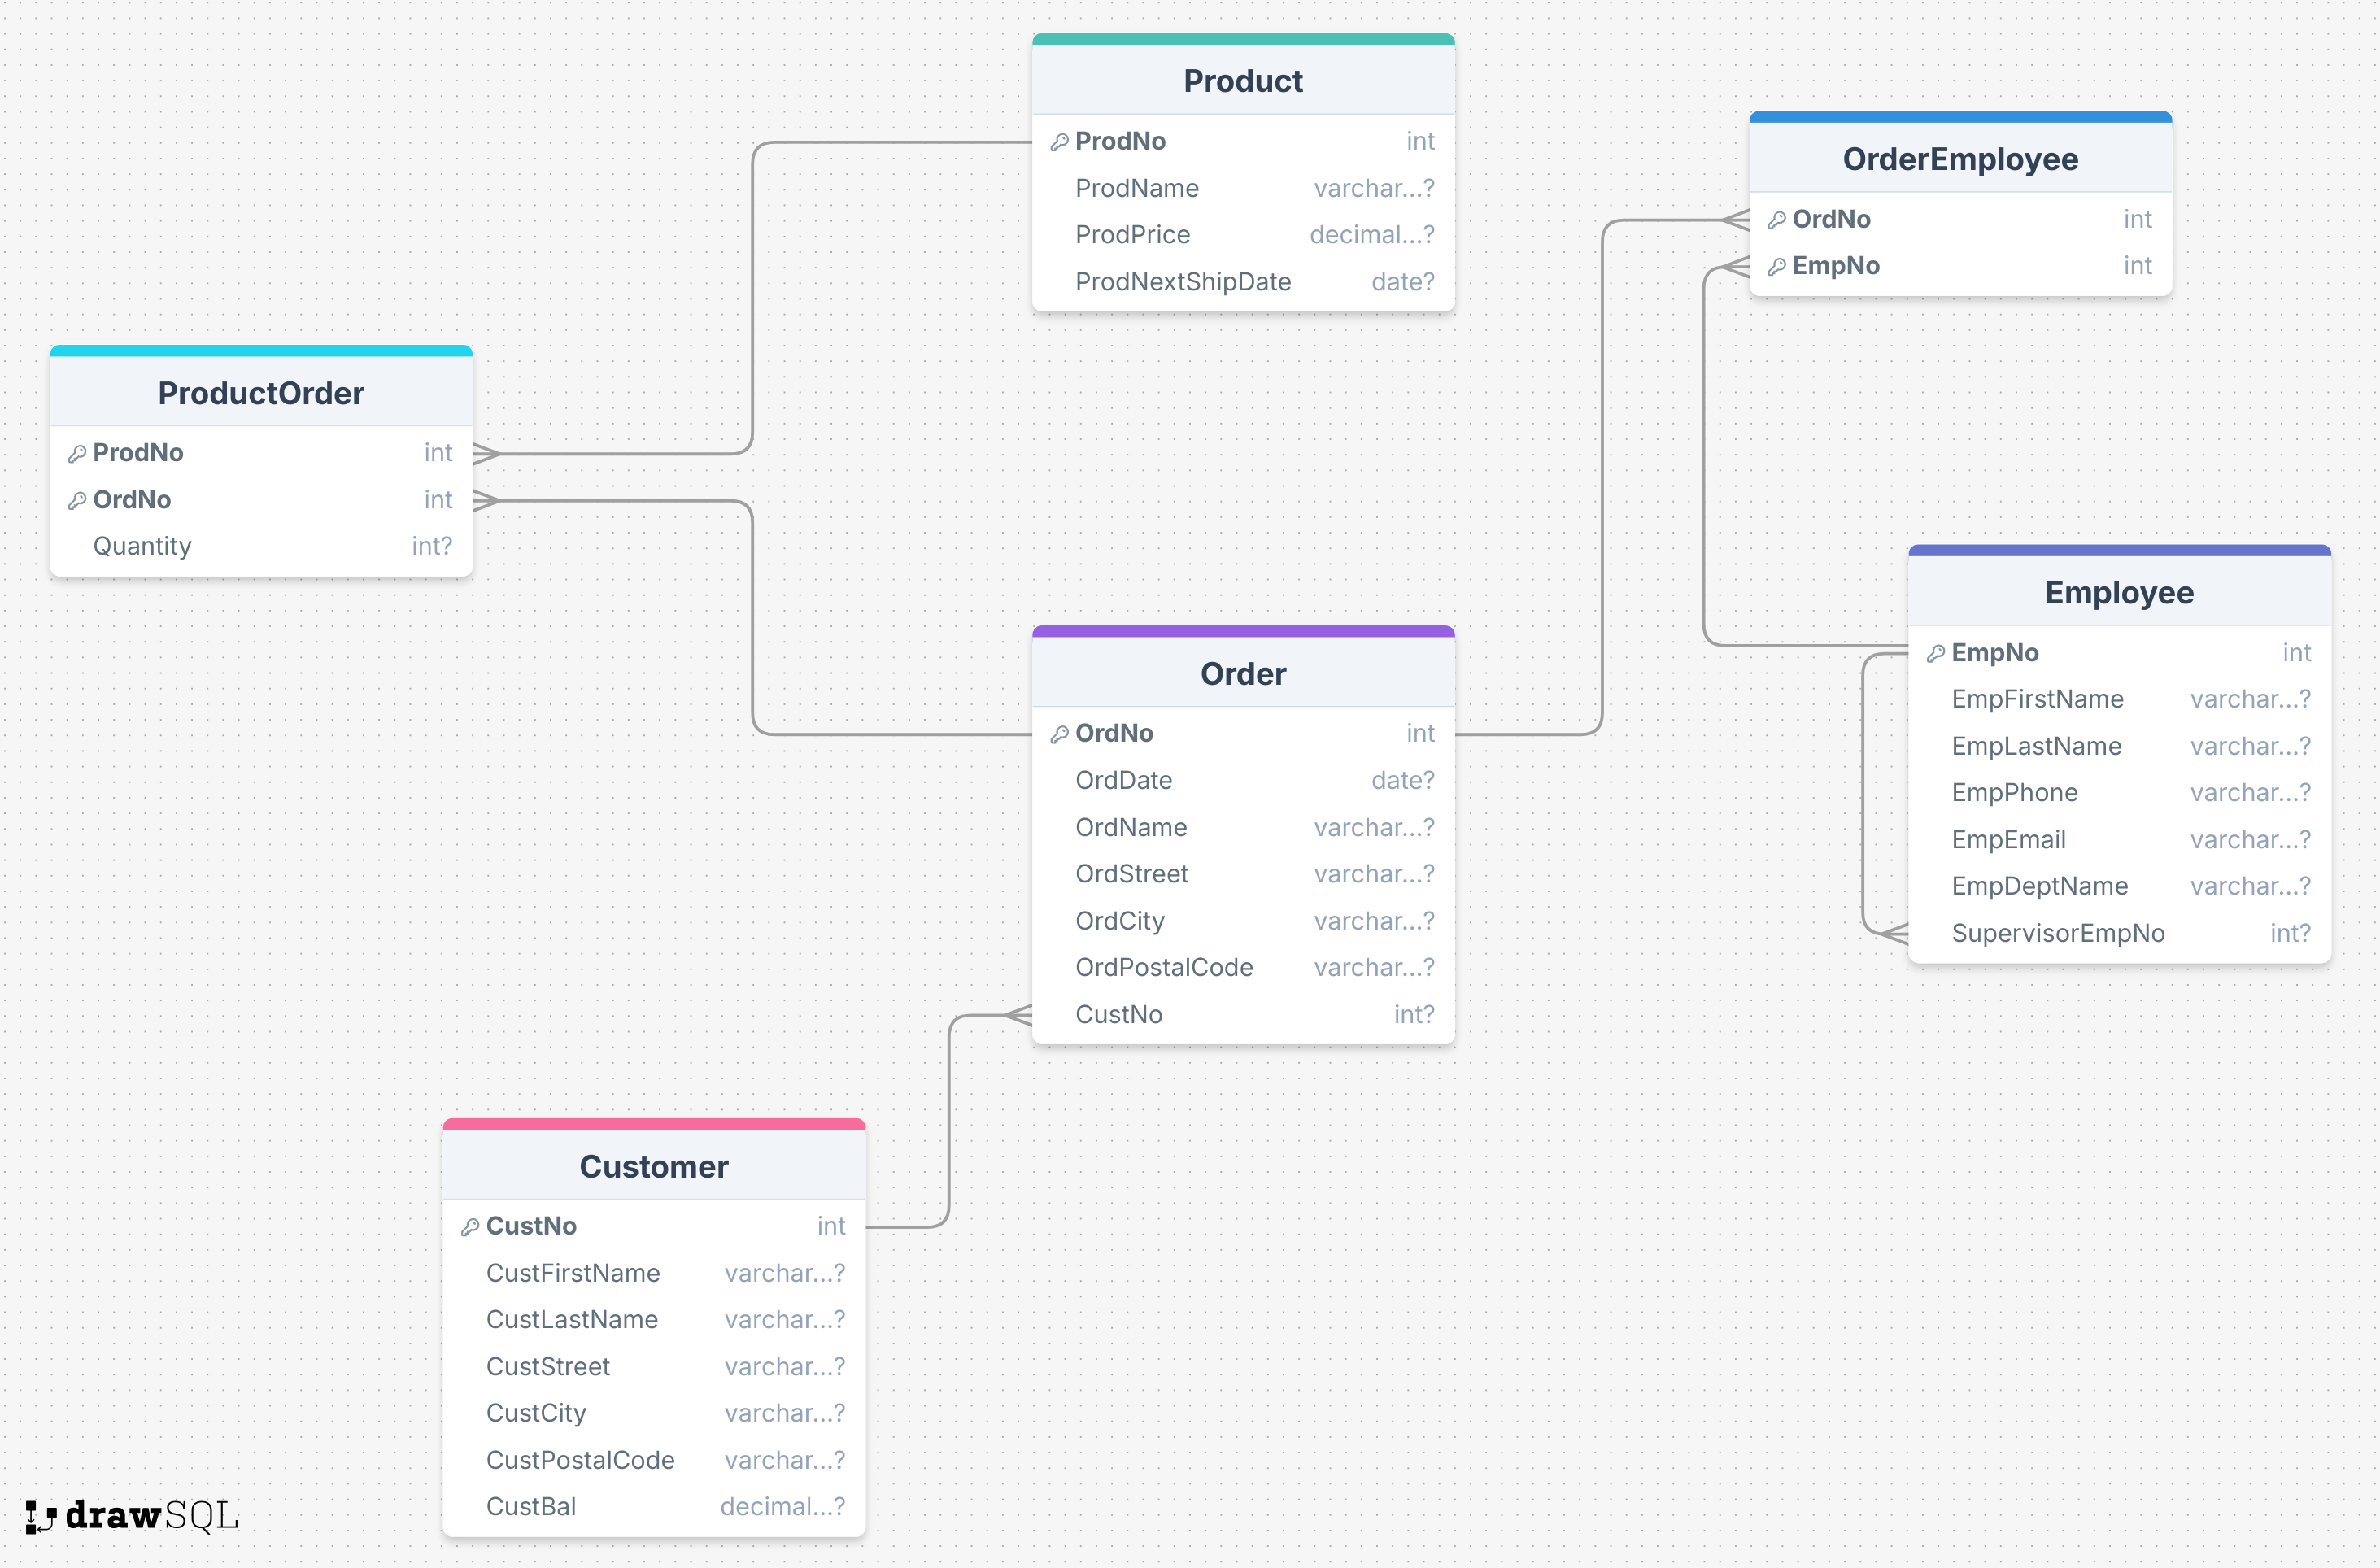 Product
ProdNo int
ProdName varchar...?
ProdPrice decimal...?
ProdNextShipDate date?
OrderEmployee
OrdNo int
EmpNo int
ProductOrder
ProdNo int
OrdNo int
Quantity int?
Employee
EmpNo int
EmpFirstName varchar...?
EmpLastName varchar...?
EmpPhone varchar...?
EmpEmail varchar...?
EmpDeptName varchar...?
SupervisorEmpNo int?
Order
OrdNo int
OrdDate date?
OrdName varchar...?
OrdStreet varchar...?
OrdCity varchar...?
OrdPostalCode varchar...?
CustNo int?
Customer
CustNo int
CustFirstName varchar...?
CustLastName varchar...?
CustStreet varchar...?
CustCity varchar...?
CustPostalCode varchar...?
CustBal decimal...?
drawSQL